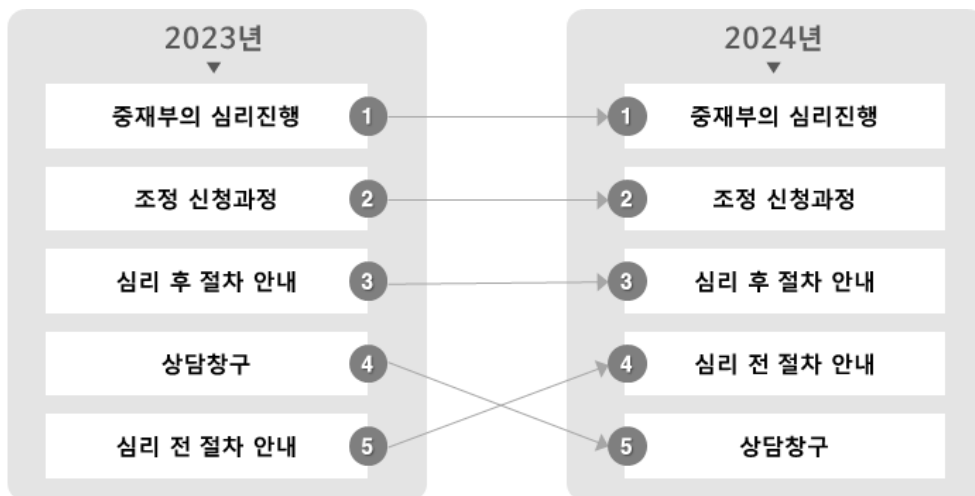 2023년
중재부의 심리진행 1
조정 신청과정 2
심리 후 절차 안내 3
상담창구 4
심리 전 절차 안내 5
2024년
1 중재부의 심리진행
2 조정 신청과정
3 심리 후 절차 안내
4 심리 전 절차 안내
5 상담창구